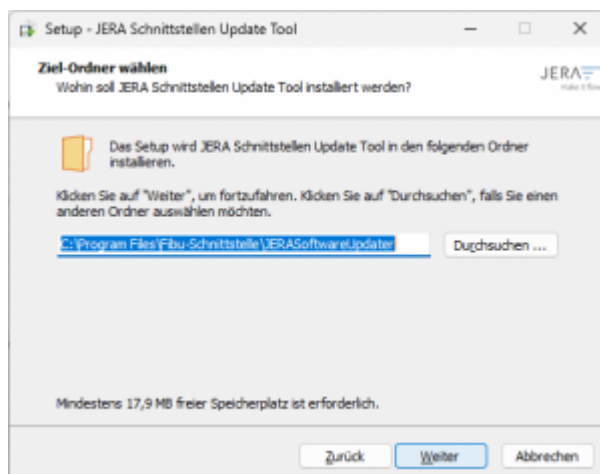 Setup - JERA Schnittstellen Update Tool
Ziel-Ordner wählen
Wohin soll JERA Schnittstellen Update Tool installiert werden?
JERA
make it flow
Das Setup wird JERA Schnittstellen Update Tool in den folgenden Ordner
installieren.
Klicken Sie auf "Weiter", um fortzufahren. Klicken Sie auf "Durchsuchen", falls Sie einen
anderen Ordner auswählen möchten.
C:\Program Files\Fibu-Schnittstelle\JERASoftwareUpdater
Durchsuchen ...
Mindestens 17,9 MB freier Speicherplatz ist erforderlich.
Zurück
Weiter
Abbrechen